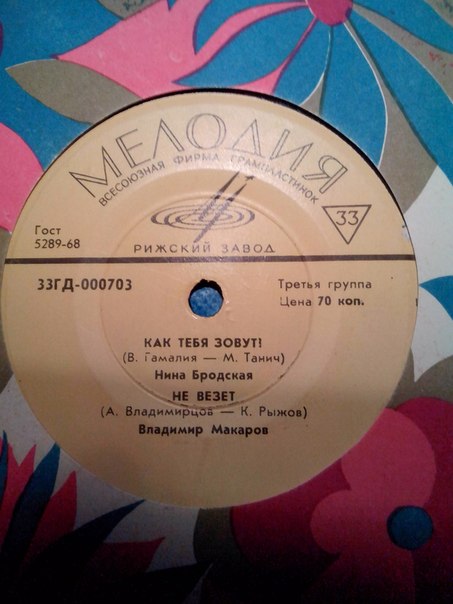 МЕЛОДИЯ
ВСЕСОЮЗНАЯ ФИРМА ГРАМПЛАСТИНОК
33
Гост
5289-68
РИЖСКИЙ ЗАВОД
33ГД-000703
Третья группа
Цена 70 коп.
КАК ТЕБЯ ЗОВУТ?
(В. Гамалия — М. Танич)
Нина Бродская
НЕ ВЕЗЕТ
(А. Владимирцов — К. Рыжов)
Владимир Макаров